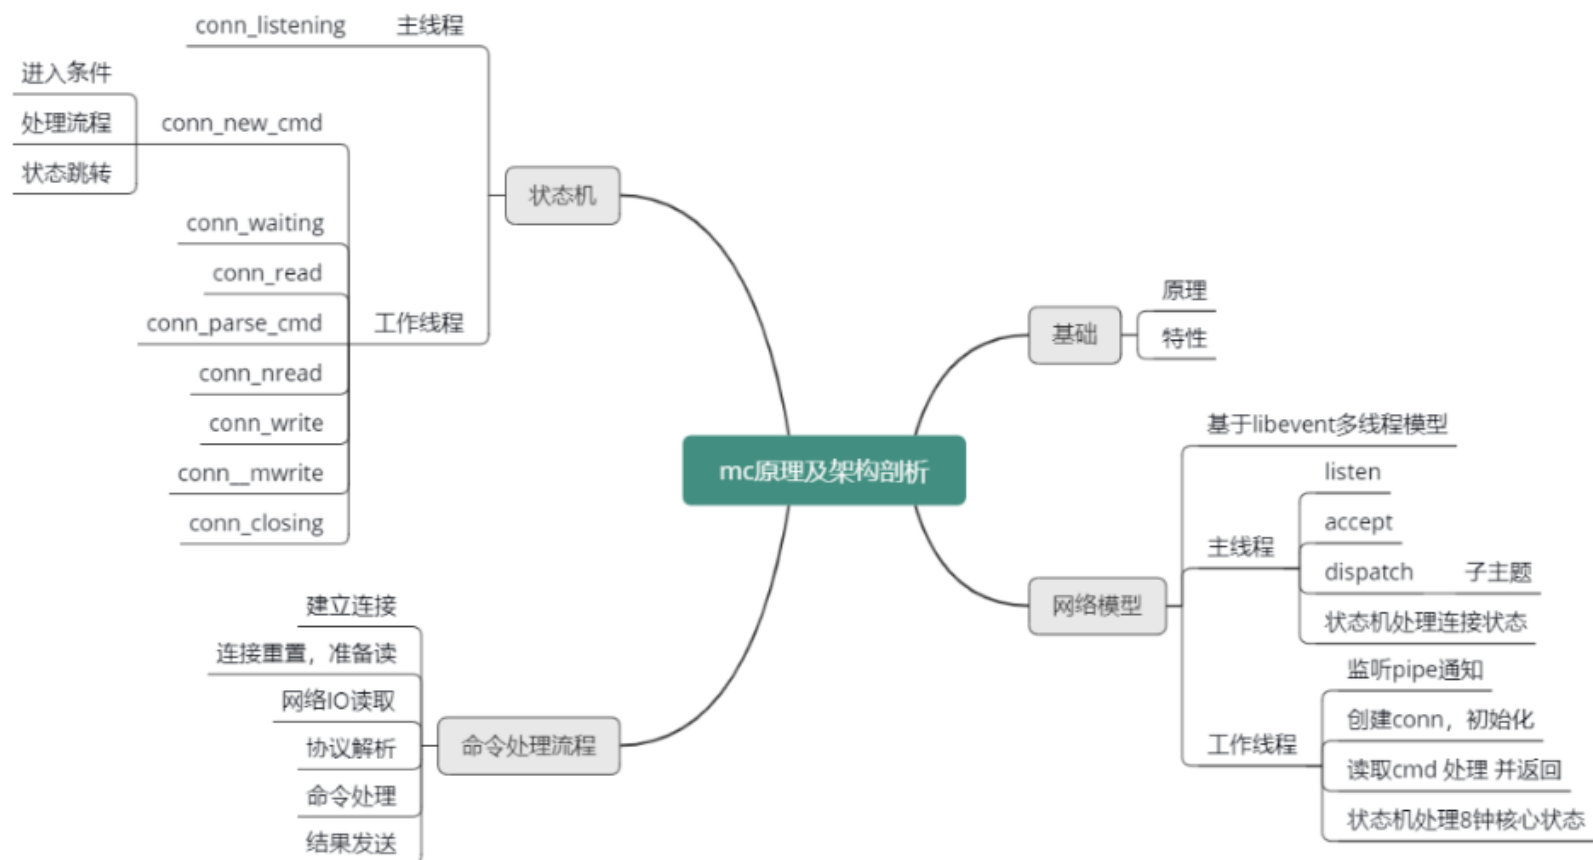 mc原理及架构剖析
基础
原理
特性
网络模型
基于libevent多线程模型
主线程
listen
accept
dispatch
子主题
状态机处理连接状态
工作线程
监听pipe通知
创建conn，初始化
读取cmd 处理 并返回
状态机处理8钟核心状态
状态机
主线程
conn_listening
工作线程
conn_new_cmd
进入条件
处理流程
状态跳转
conn_waiting
conn_read
conn_parse_cmd
conn_nread
conn_write
conn__mwrite
conn_closing
命令处理流程
建立连接
连接重置，准备读
网络IO读取
协议解析
命令处理
结果发送